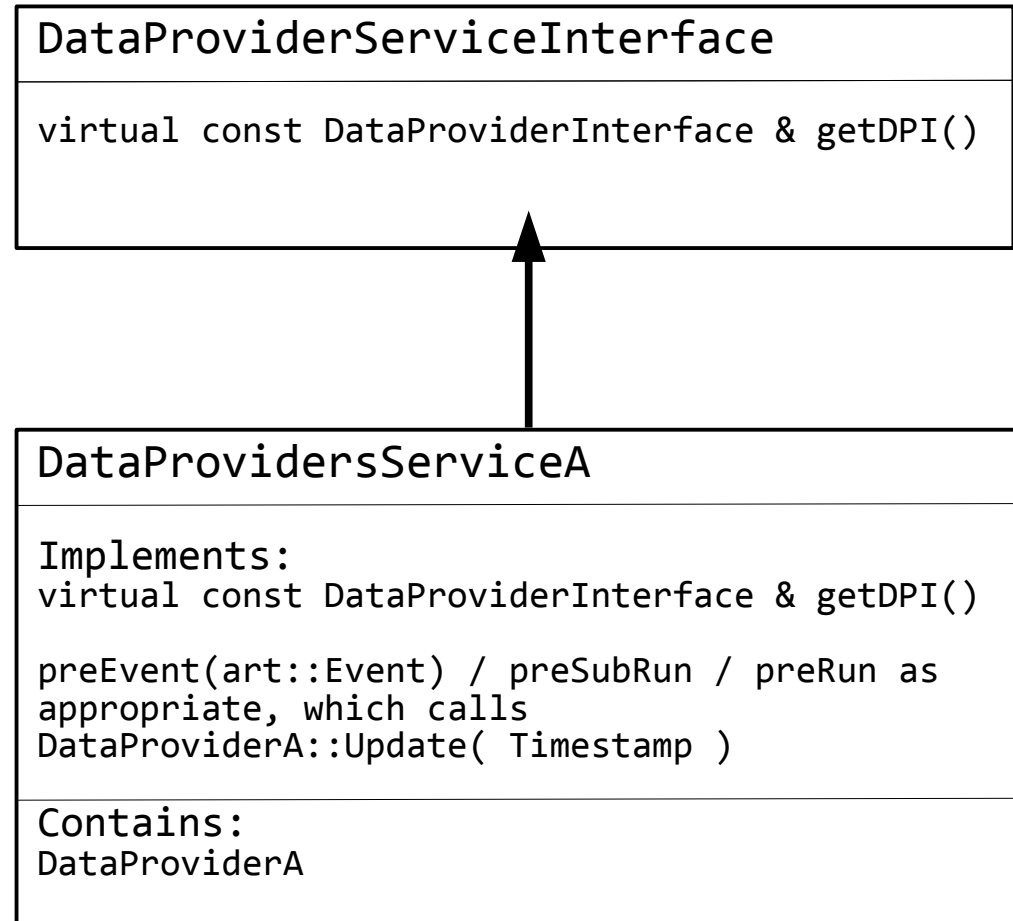 DataProviderServiceInterface
virtual const DataProviderInterface & getDPI()
DataProvidersServiceA
Implements:
virtual const DataProviderInterface & getDPI()
preEvent(art::Event) / preSubRun / preRun as
appropriate, which calls
DataProviderA::Update( Timestamp )
Contains:
DataProviderA